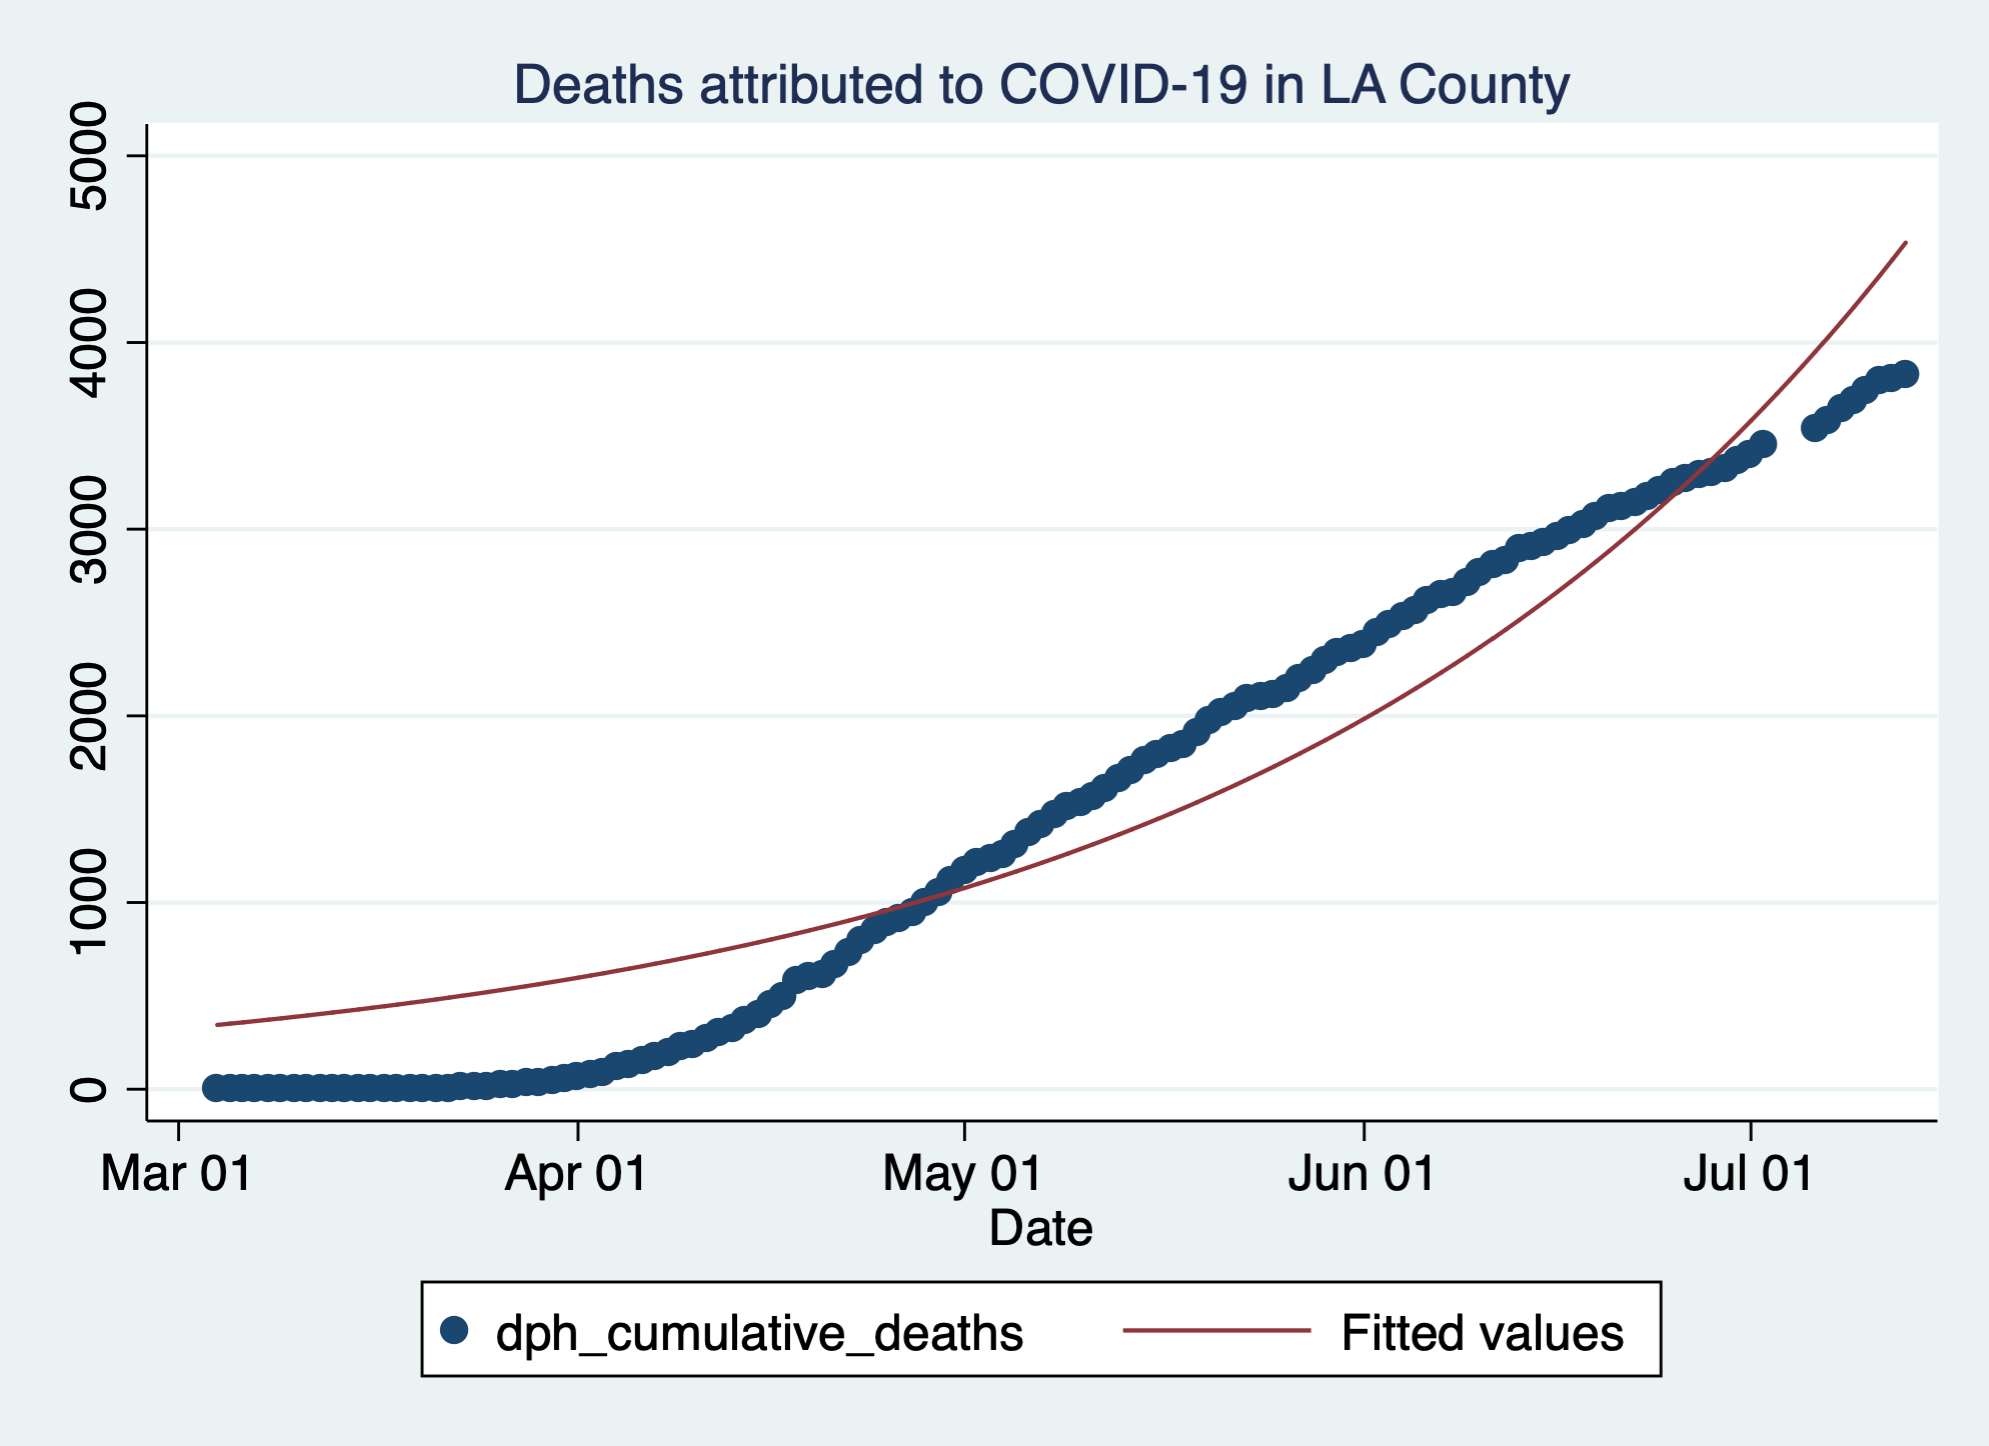 Deaths attributed to COVID-19 in LA County
5000
4000
3000
2000
1000
0
Mar 01 Apr 01 May 01 Jun 01 Jul 01
Date
dph_cumulative_deaths Fitted values